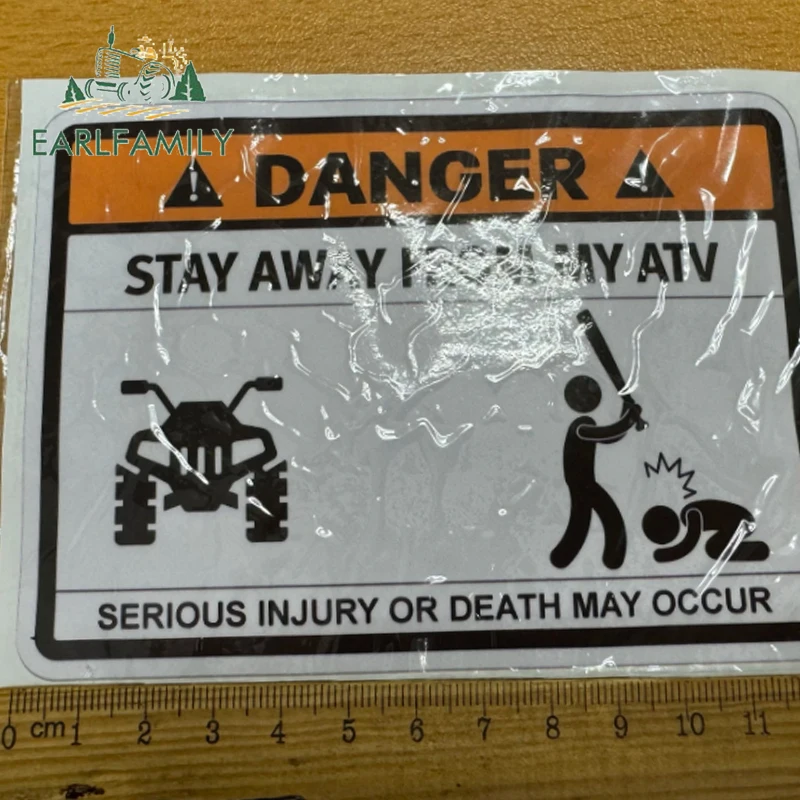 EARLFAMILY
DANGER
STAY AWAY FROM MY ATV
SERIOUS INJURY OR DEATH MAY OCCUR
0 cm 1 2 3 4 5 6 7 8 9 10 11